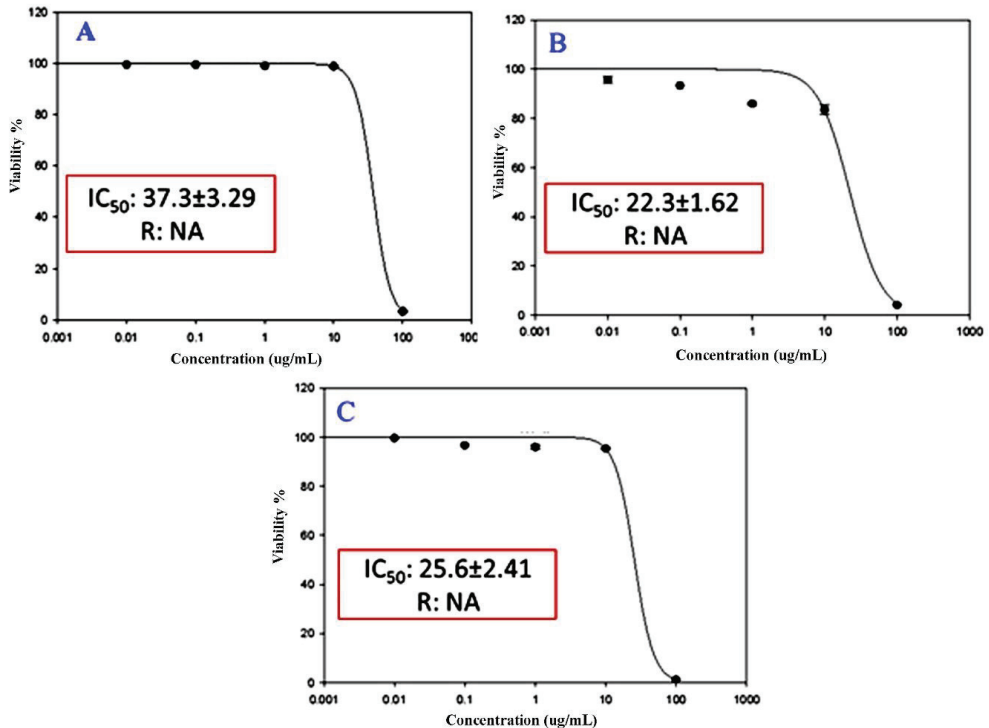 A
Viability %
120
100
80
60
40
20
0
IC50: 37.3±3.29
R: NA
0.001 0.01 0.1 1 10 100 100
Concentration (ug/mL)
B
Viability %
120
100
80
60
40
20
0
IC50: 22.3±1.62
R: NA
0.001 0.01 0.1 1 10 100 1000
Concentration (ug/mL)
C
Viability %
120
100
80
60
40
20
0
IC50: 25.6±2.41
R: NA
0.001 0.01 0.1 1 10 100 1000
Concentration (ug/mL)